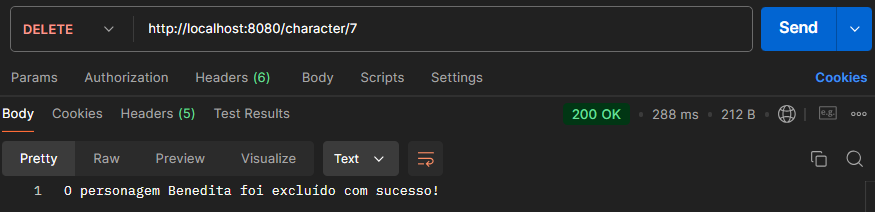 DELETE http://localhost:8080/character/7 Send
Params Authorization Headers (6) Body Scripts Settings Cookies
Body Cookies Headers (5) Test Results 200 OK • 288 ms • 212 B • e.g.
Pretty Raw Preview Visualize Text
1 O personagem Benedita foi excluído com sucesso!